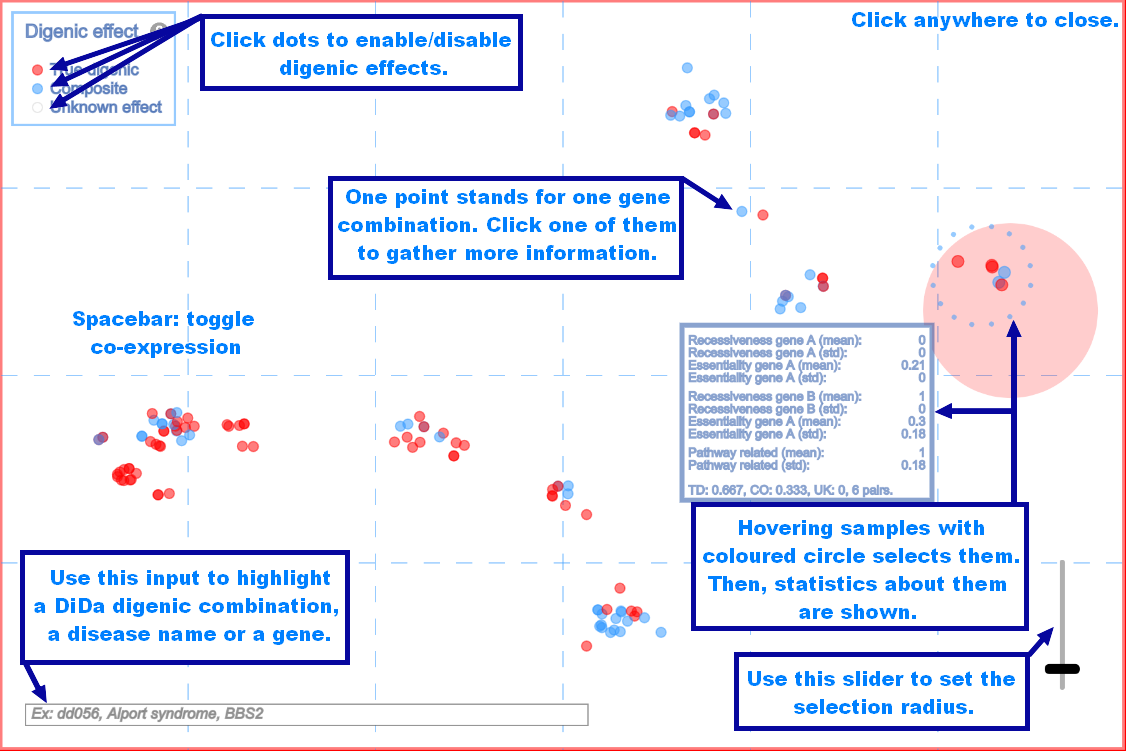 Digenic effect
True digenic
Composite
Unknown effect
Click dots to enable/disable
digenic effects.
Click anywhere to close.
One point stands for one gene
combination. Click one of them
to gather more information.
Spacebar: toggle
co-expression
Recessiveness gene A (mean): 0
Recessiveness gene A (std): 0
Essentiality gene A (mean): 0.21
Essentiality gene A (std): 0
Recessiveness gene B (mean): 1
Recessiveness gene B (std): 0
Essentiality gene A (mean): 0.3
Essentiality gene A (std): 0.18
Pathway related (mean): 1
Pathway related (std): 0.18
TD: 0.667, CO: 0.333, UK: 0, 6 pairs.
Hovering samples with
coloured circle selects them.
Then, statistics about them
are shown.
Use this input to highlight
a DiDa digenic combination,
a disease name or a gene.
Use this slider to set the
selection radius.
Ex: dd056, Alport syndrome, BBS2